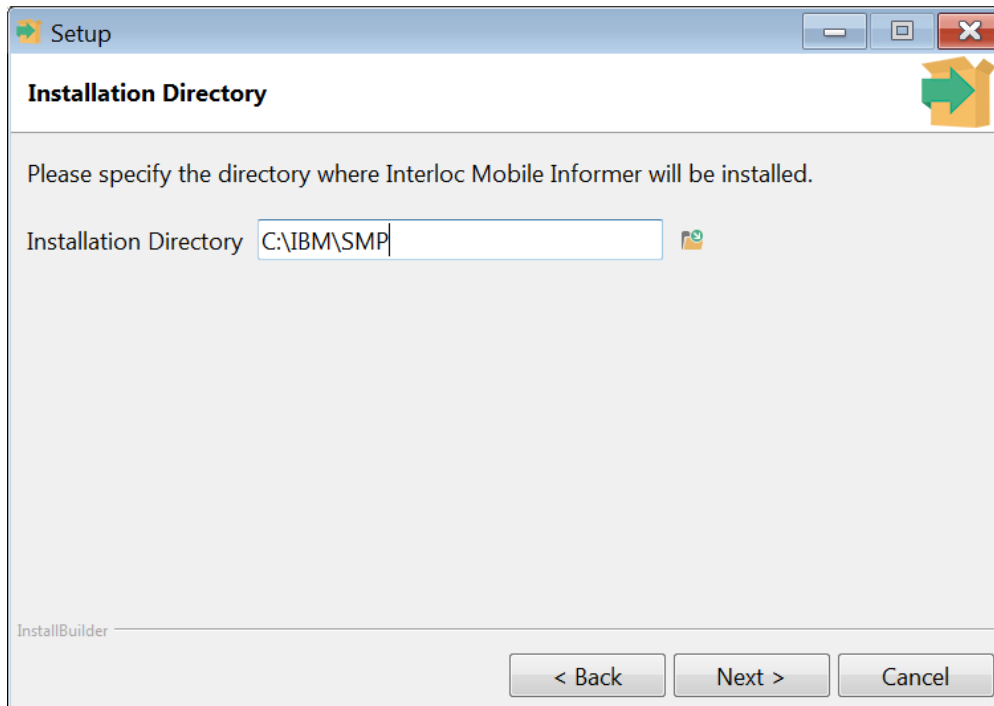 Setup
Installation Directory
Please specify the directory where Interloc Mobile Informer will be installed.
Installation Directory C:\IBM\SMP
InstallBuilder
< Back Next > Cancel